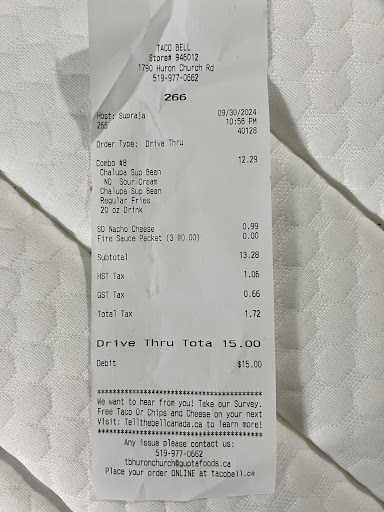 TACO BELL
Store# 946012
1790 Huron Church Rd
519-977-0662
266
Host: Supraja 09/30/2024
266 10:56 PM
40128
Order Type: Drive Thru
Combo #8 12.29
Chalupa Sup Bean
NO Sour Cream
Chalupa Sup Bean
Regular Fries
20 oz Drink
SD Nacho Cheese 0.99
Fire Sauce Packet (3 @0.00) 0.00
Subtotal 13.28
HST Tax 1.06
GST Tax 0.66
Total Tax 1.72
Drive Thru Tota 15.00
Debit $15.00
****************************************
We want to hear from you! Take our Survey.
Free Taco Or Chips and Cheese on your next
Visit: Tellthebellcanada.ca to learn more!
****************************************
Any issue please contact us:
519-977-0662
tbhuronchurch@guptafoods.ca
Place your order ONLINE at tacobell.ca